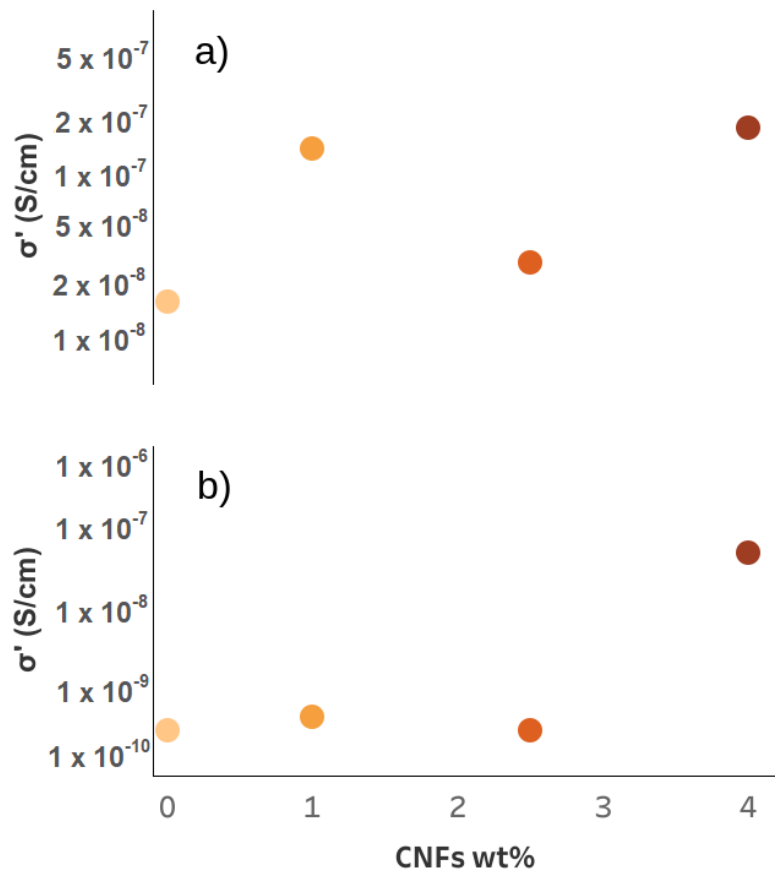 a)
5 x 10⁻⁷
2 x 10⁻⁷
1 x 10⁻⁷
5 x 10⁻⁸
2 x 10⁻⁸
1 x 10⁻⁸
σ' (S/cm)
b)
1 x 10⁻⁶
1 x 10⁻⁷
1 x 10⁻⁸
1 x 10⁻⁹
1 x 10⁻¹⁰
σ' (S/cm)
0 1 2 3 4
CNFs wt%